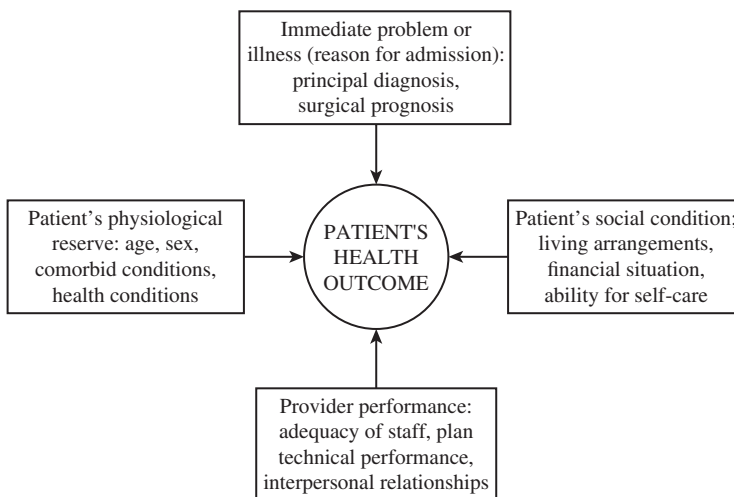 Immediate problem or
illness (reason for admission):
principal diagnosis,
surgical prognosis
Patient’s physiological
reserve: age, sex,
comorbid conditions,
health conditions
PATIENT'S
HEALTH
OUTCOME
Patient’s social condition;
living arrangements,
financial situation,
ability for self-care
Provider performance:
adequacy of staff, plan
technical performance,
interpersonal relationships